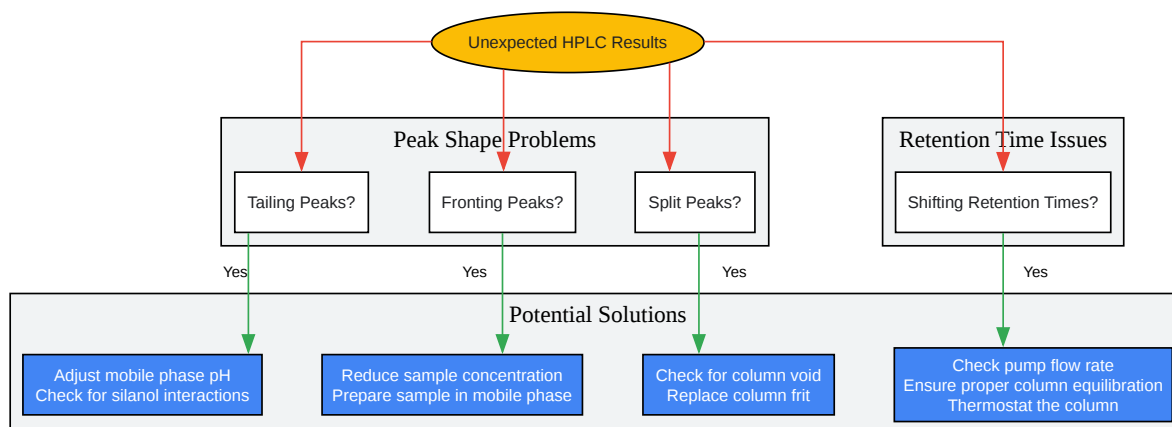 Unexpected HPLC Results
Peak Shape Problems
Retention Time Issues
Tailing Peaks?
Fronting Peaks?
Split Peaks?
Shifting Retention Times?
Yes
Yes
Yes
Yes
Potential Solutions
Adjust mobile phase pH
Check for silanol interactions
Reduce sample concentration
Prepare sample in mobile phase
Check for column void
Replace column frit
Check pump flow rate
Ensure proper column equilibration
Thermostat the column